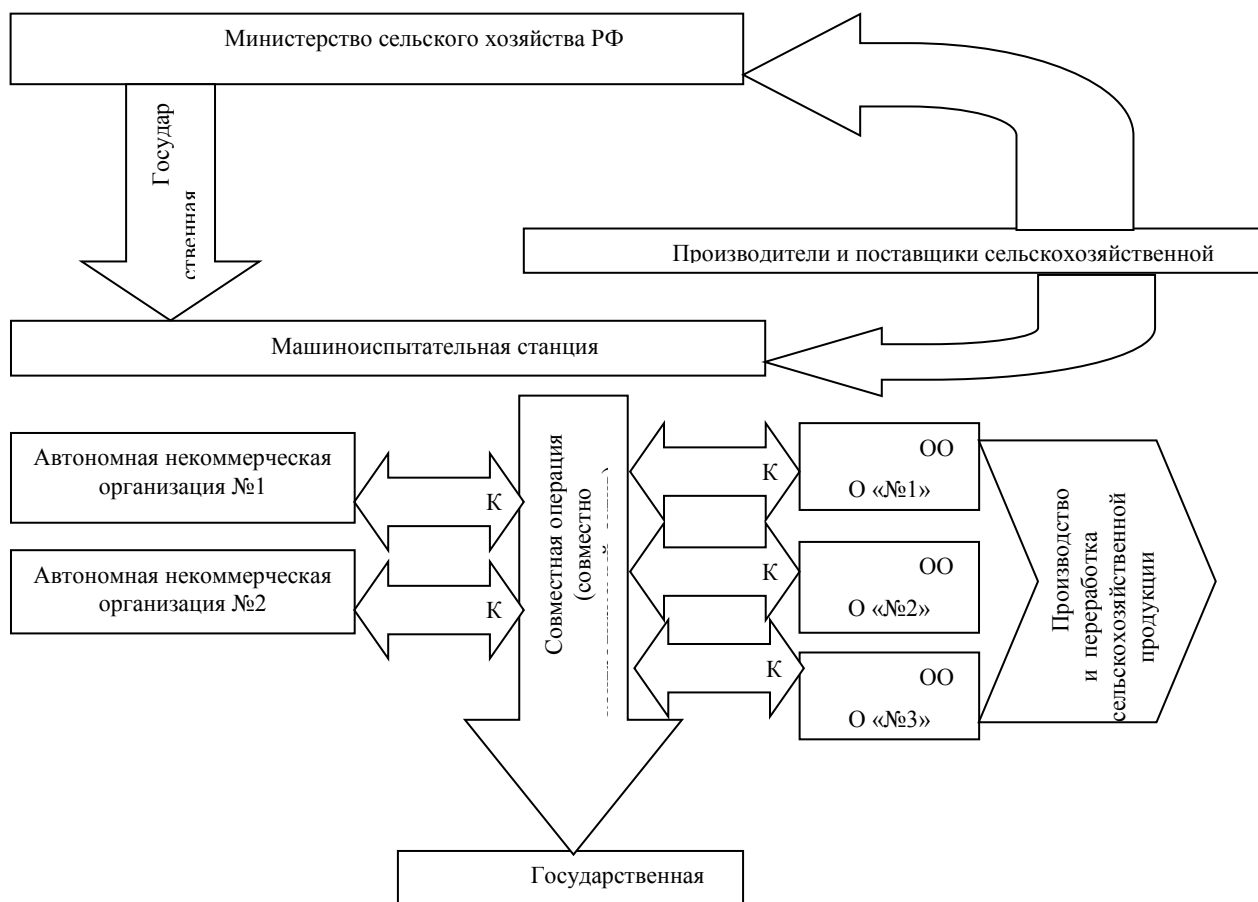 Министерство сельского хозяйства РФ
Государ
ственная
Производители и поставщики сельскохозяйственной
Машиноиспытательная станция
Автономная некоммерческая
организация №1
К
Автономная некоммерческая
организация №2
К
Совместная операция
(совместно
К
К
К
ОО
О «№1»
ОО
О «№2»
ОО
О «№3»
Производство
и переработка
сельскохозяйственной
продукции
Государственная